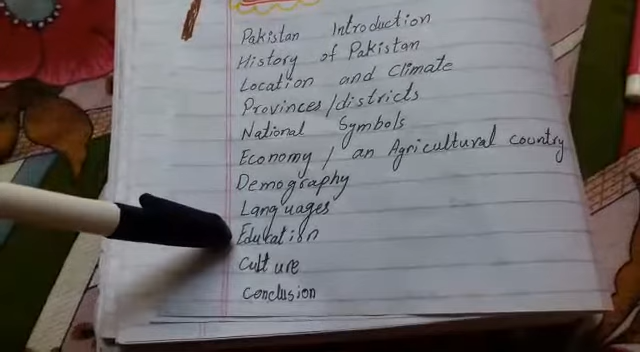 Pakistan Introduction
History of Pakistan
Location and Climate
Provinces/districts
National Symbols
Economy / an Agricultural country
Demography
Languages
Education
Culture
Conclusion